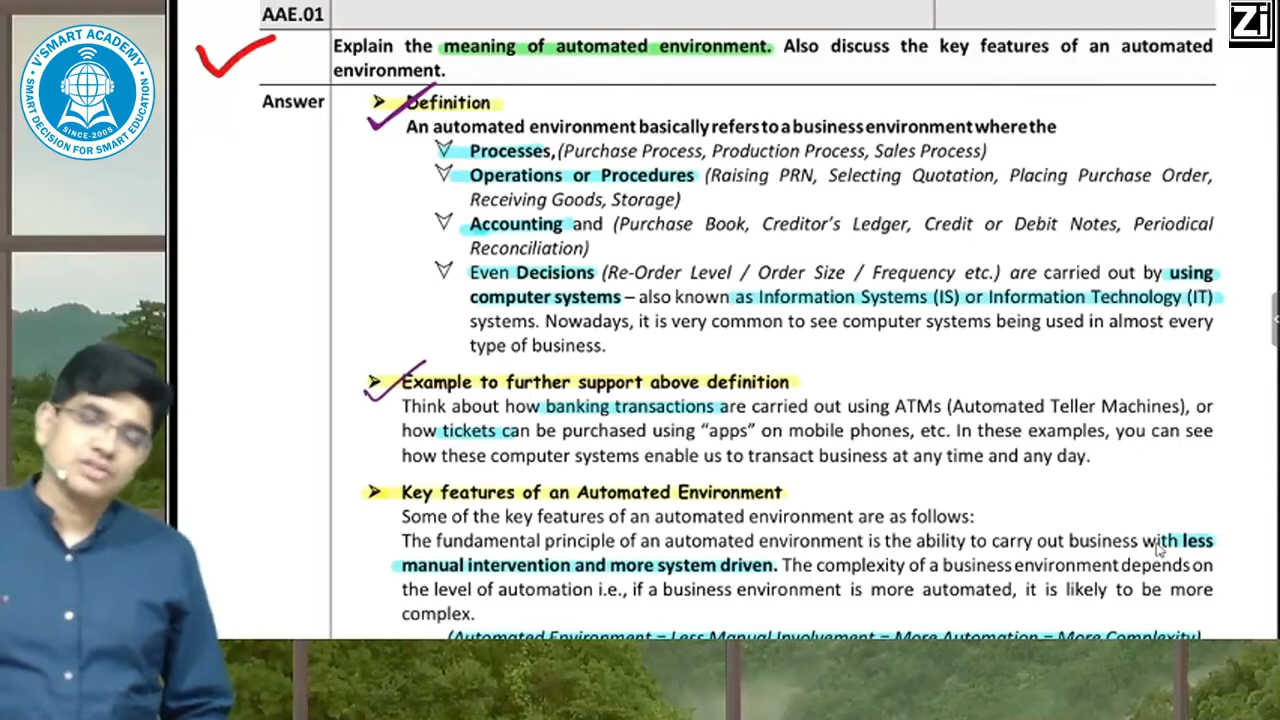 V'SMART ACADEMY
SINCE-2005
SMART DECISION FOR SMART EDUCATION
Zi
AAE.01
Explain the meaning of automated environment. Also discuss the key features of an automated
environment.
Answer
Definition
An automated environment basically refers to a business environment where the
Processes, (Purchase Process, Production Process, Sales Process)
Operations or Procedures (Raising PRN, Selecting Quotation, Placing Purchase Order,
Receiving Goods, Storage)
Accounting and (Purchase Book, Creditor's Ledger, Credit or Debit Notes, Periodical
Reconciliation)
Even Decisions (Re-Order Level / Order Size / Frequency etc.) are carried out by using
computer systems – also known as Information Systems (IS) or Information Technology (IT)
systems. Nowadays, it is very common to see computer systems being used in almost every
type of business.
Example to further support above definition
Think about how banking transactions are carried out using ATMs (Automated Teller Machines), or
how tickets can be purchased using “apps” on mobile phones, etc. In these examples, you can see
how these computer systems enable us to transact business at any time and any day.
Key features of an Automated Environment
Some of the key features of an automated environment are as follows:
The fundamental principle of an automated environment is the ability to carry out business with less
manual intervention and more system driven. The complexity of a business environment depends on
the level of automation i.e., if a business environment is more automated, it is likely to be more
complex.
(Automated Environment = Less Manual Involvement = More Automation = More Complexity)